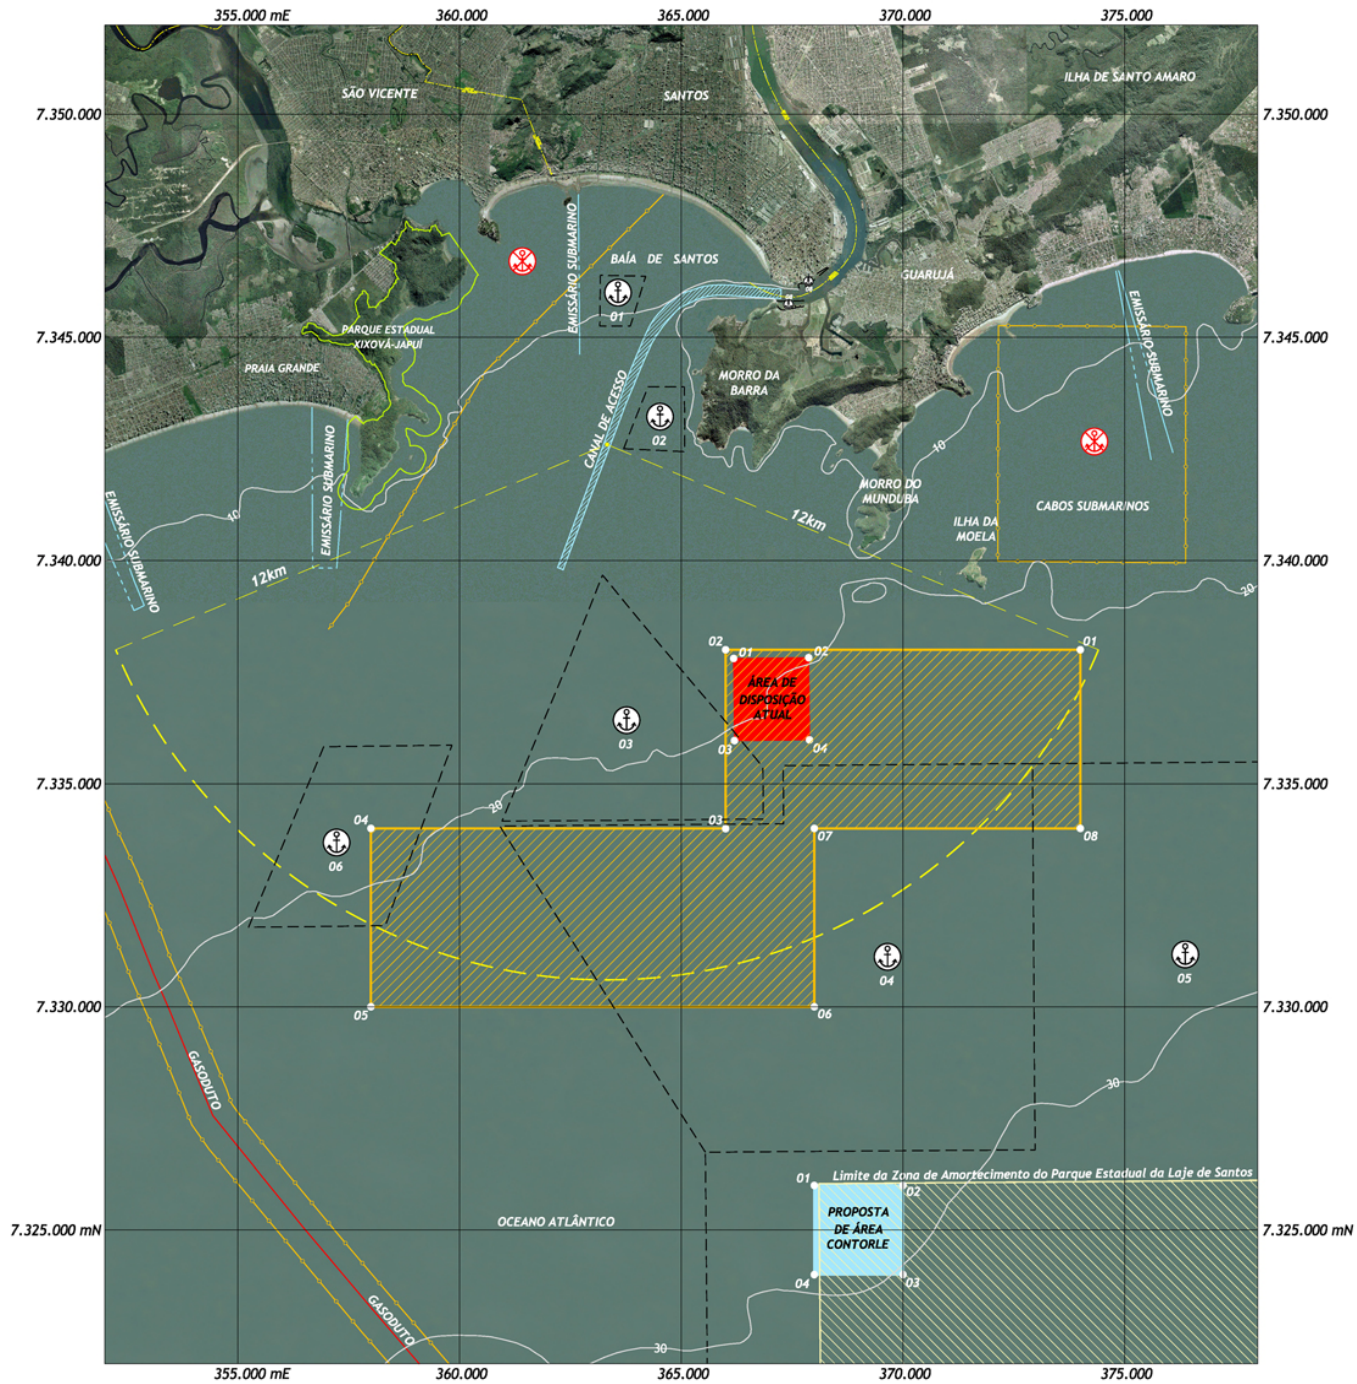 355.000 mE
360.000
365.000
370.000
375.000
ILHA DE SANTO AMARO
SÃO VICENTE
SANTOS
7.350.000
7.350.000
EMISSÁRIO SUBMARINO
BAÍA DE SANTOS
GUARUJÁ
01
EMISSÁRIO SUBMARINO
PARQUE ESTADUAL
XIXOVÁ-JAPUÍ
7.345.000
7.345.000
PRAIA GRANDE
MORRO DA
BARRA
CANAL DE ACESSO
02
10
EMISSÁRIO SUBMARINO
MORRO DO
MUNDUBA
CABOS SUBMARINOS
EMISSÁRIO SUBMARINO
10
12km
ILHA DA
MOELA
7.340.000
7.340.000
12km
20
02
01
01
02
ÁREA DE
DISPOSIÇÃO
ATUAL
03
03
04
7.335.000
7.335.000
20
04
03
07
08
06
04
05
7.330.000
7.330.000
05
06
GASODUTO
30
Limite da Zona de Amortecimento do Parque Estadual da Laje de Santos
01
02
PROPOSTA
DE ÁREA
CONTORLE
7.325.000 mN
7.325.000 mN
OCEANO ATLÂNTICO
04
03
GASODUTO
30
355.000 mE
360.000
365.000
370.000
375.000